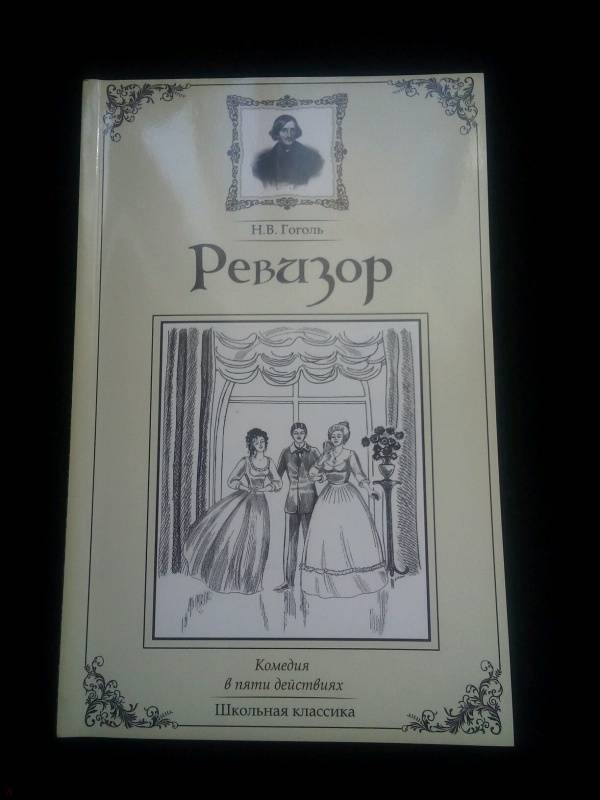 Н.В. Гоголь
Ревизор
Комедия
в пяти действиях
Школьная классика